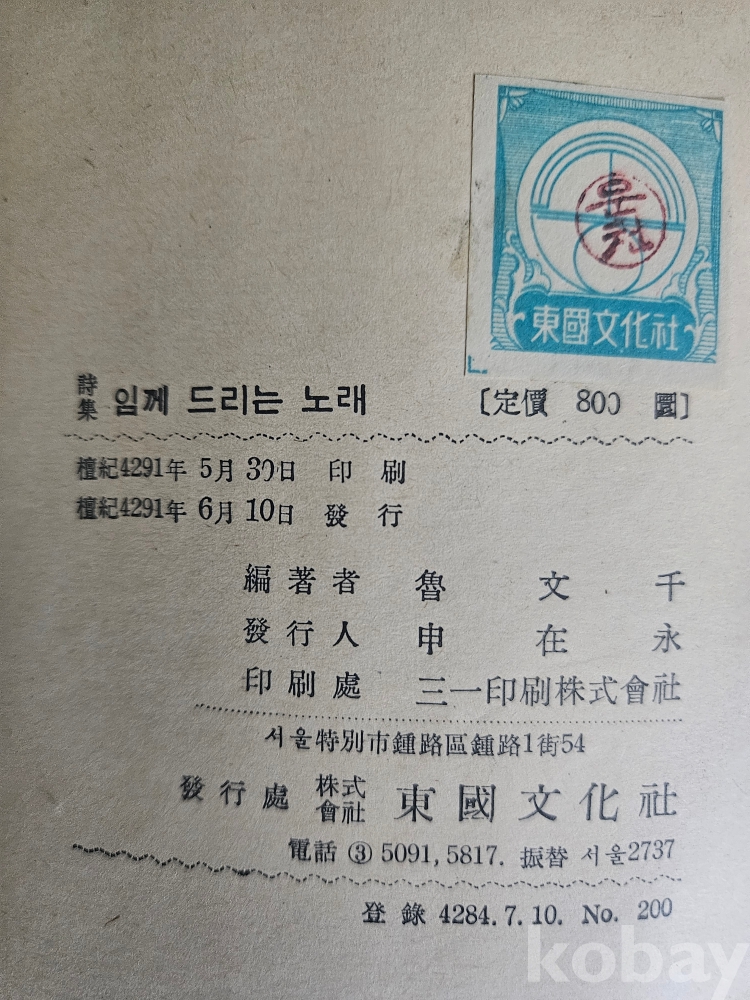 東國文化社
詩集 임께 드리는 노래 〔定價 800 圜〕
檀紀4291年 5月 30日 印刷
檀紀4291年 6月 10日 發行
編著者 魯文千
發行人 申在永
印刷處 三一印刷株式會社
서울特別市鍾路區鍾路1街54
發行處 株式會社 東國文化社
電話 ③ 5091,5817. 振替 서울2737
登錄 4284.7.10. No. 200
kobay